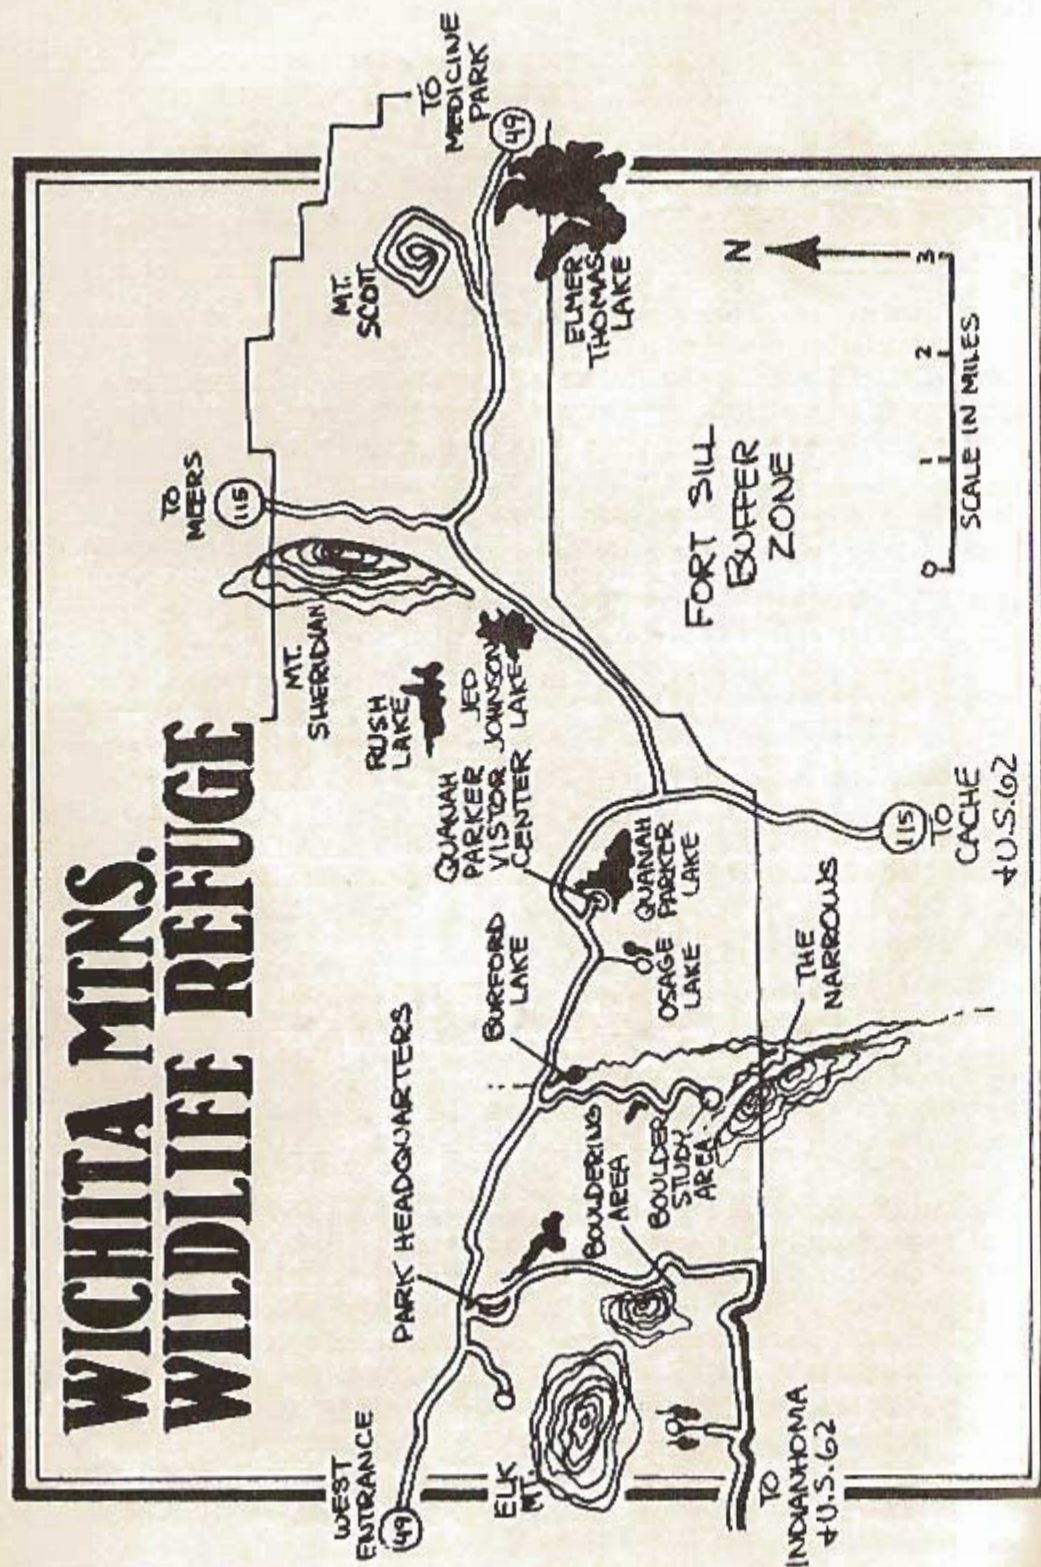 WICHITA MTNS.
WILDLIFE REFUGE
WEST
ENTRANCE
49
PARK HEADQUARTERS
ELK
MT.
BURFORD
LAKE
BOULDERING
AREA
BOULDER
STUDY
AREA
TO
INDIANHOMA
+ U.S. 62
QUANAH
PARKER
VISTOR
CENTER
JED
JOHNSON
LAKE
RUSH
LAKE
MT.
SHERIDAN
TO
MEERS
115
OSAGE
LAKE
QUANAH
PARKER
LAKE
THE
NARROWS
115
TO
CACHE
+ U.S. 62
MT.
SCOTT
TO
MEDICINE
PARK
49
ELMER
THOMAS
LAKE
FORT SILL
BUFFER
ZONE
N
0 1 2 3
SCALE IN MILES